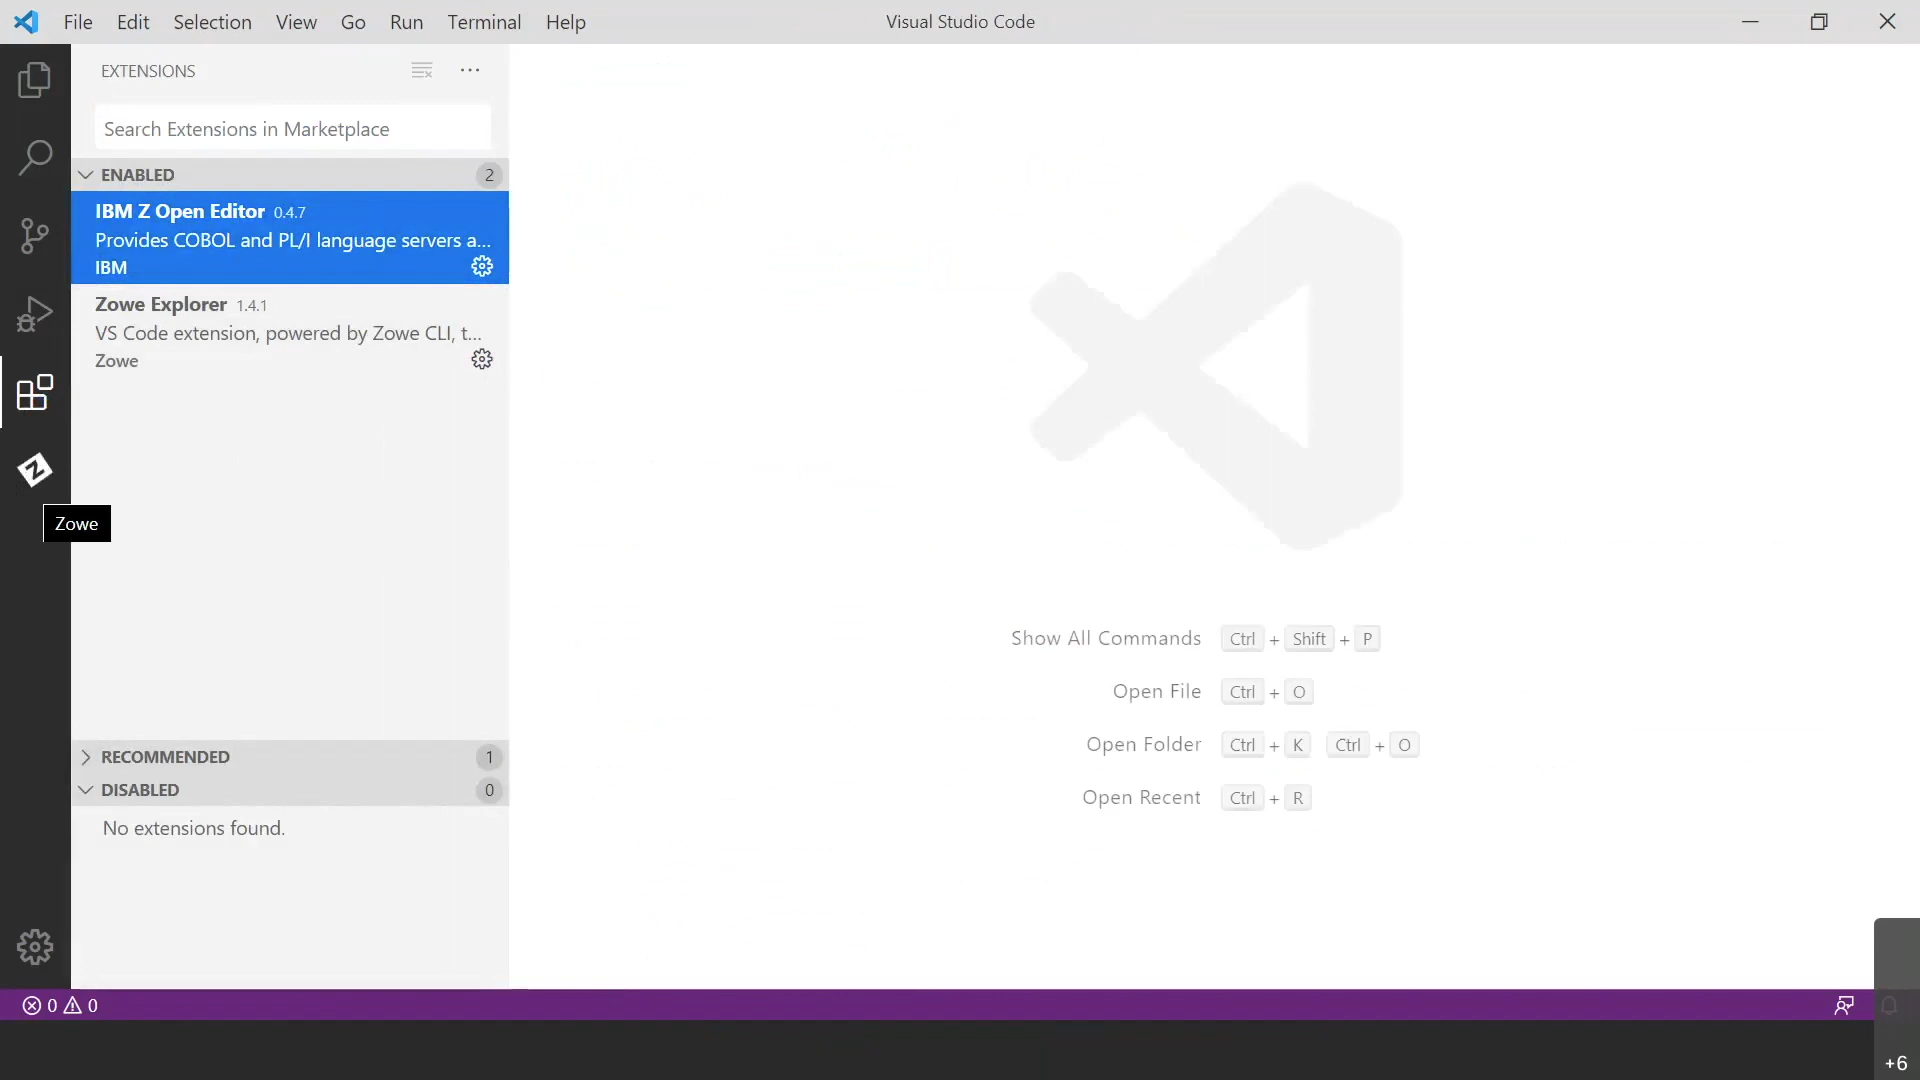 File Edit Selection View Go Run Terminal Help Visual Studio Code
EXTENSIONS
Search Extensions in Marketplace
ENABLED 2
IBM Z Open Editor 0.4.7
Provides COBOL and PL/I language servers a...
IBM
Zowe Explorer 1.4.1
VS Code extension, powered by Zowe CLI, t...
Zowe
Z
Zowe
Show All Commands Ctrl + Shift + P
Open File Ctrl + O
Open Folder Ctrl + K Ctrl + O
Open Recent Ctrl + R
RECOMMENDED 1
DISABLED 0
No extensions found.
0 0
+6